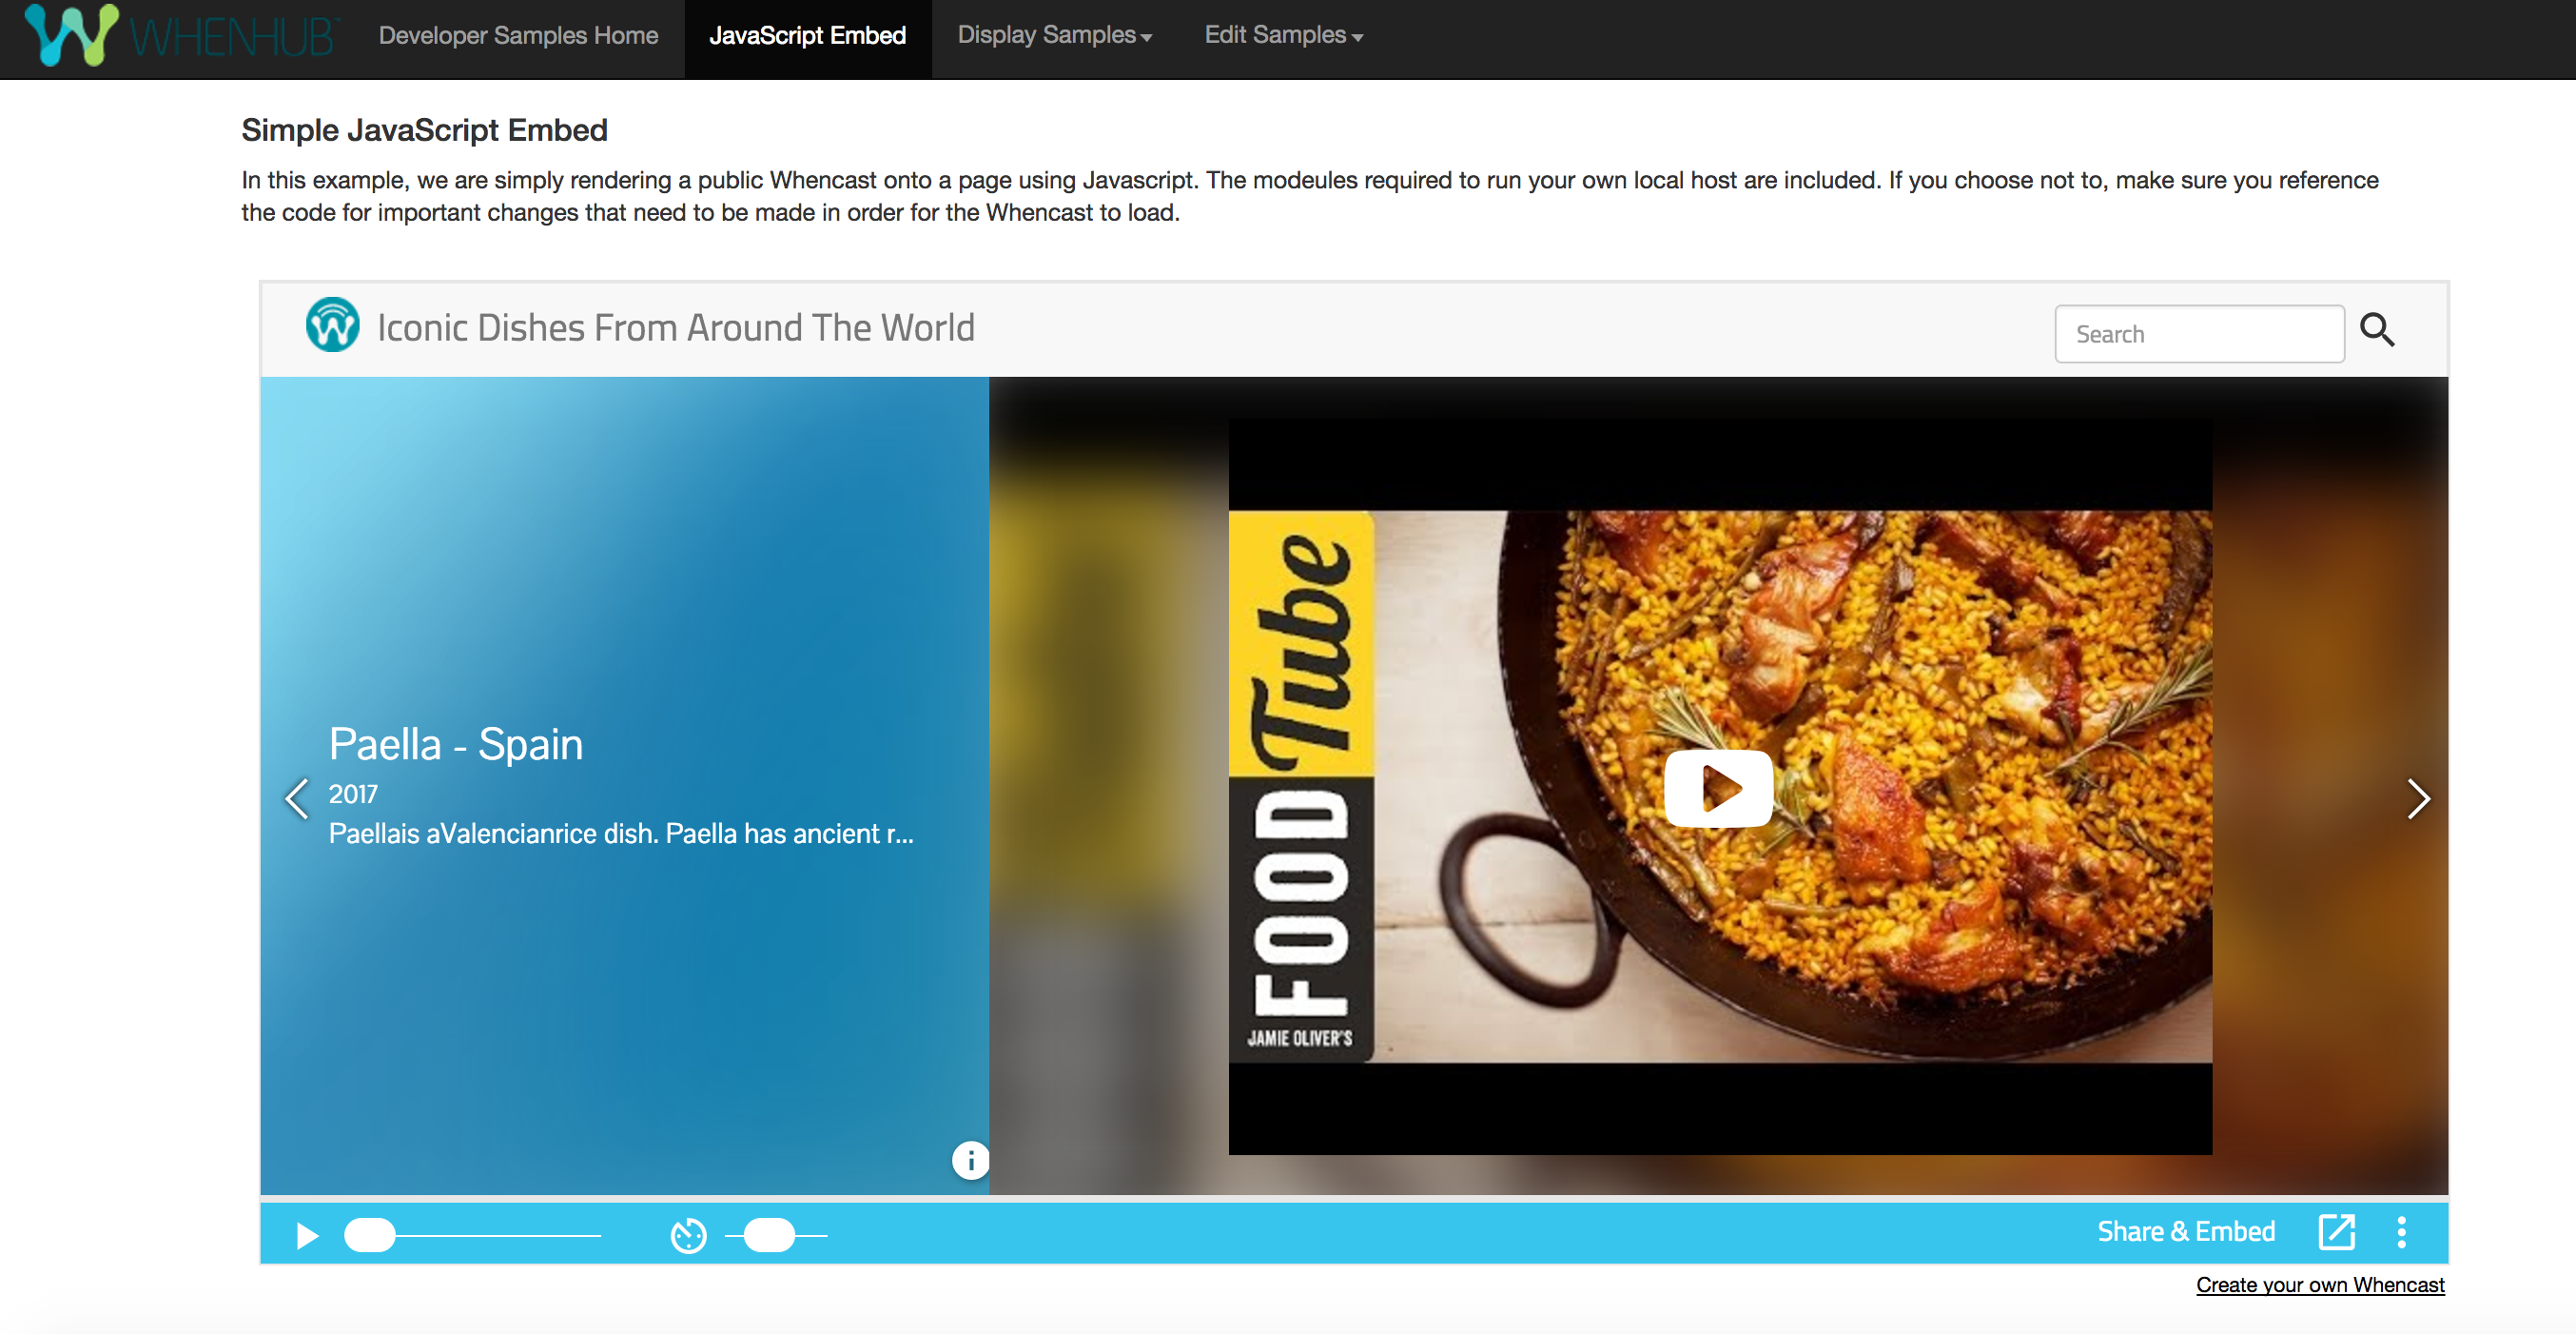 WHENHUB
Developer Samples Home
JavaScript Embed
Display Samples
Edit Samples
Simple JavaScript Embed
In this example, we are simply rendering a public Whencast onto a page using Javascript. The modeules required to run your own local host are included. If you choose not to, make sure you reference
the code for important changes that need to be made in order for the Whencast to load.
Iconic Dishes From Around The World
Search
Paella - Spain
2017
Paellais aValencianrice dish. Paella has ancient r...
FOOD Tube
JAMIE OLIVER'S
Share & Embed
Create your own Whencast